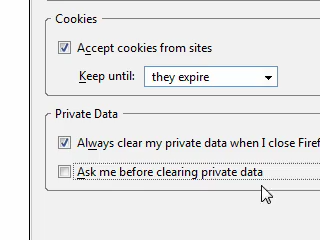 Cookies
Accept cookies from sites
Keep until: they expire
Private Data
Always clear my private data when I close Firef
Ask me before clearing private data